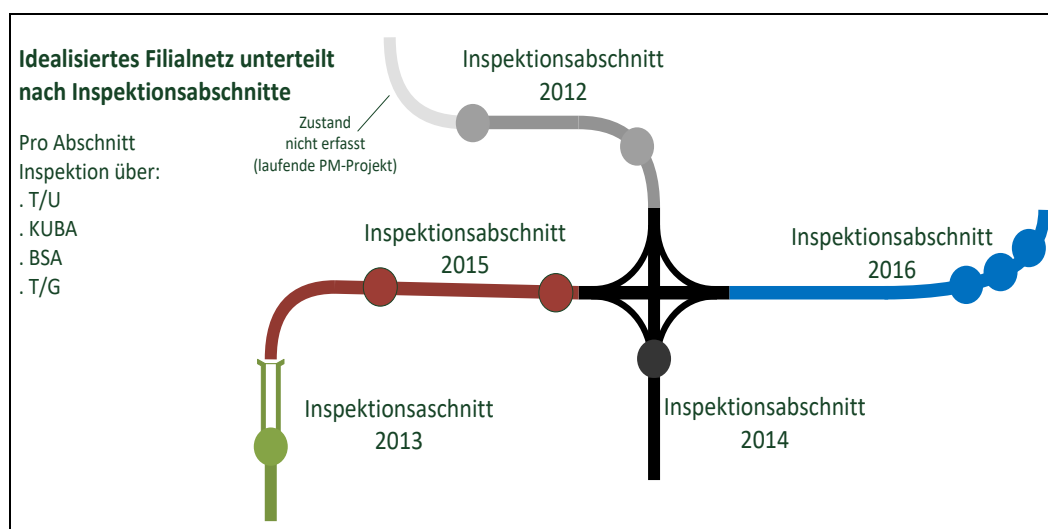 Idealisiertes Filialnetz unterteilt
nach Inspektionsabschnitte
Pro Abschnitt
Inspektion über:
. T/U
. KUBA
. BSA
. T/G
Inspektionsabschnitt
2012
Zustand
nicht erfasst
(laufende PM-Projekt)
Inspektionsabschnitt
2015
Inspektionsabschnitt
2016
Inspektionsaschnitt
2013
Inspektionsabschnitt
2014